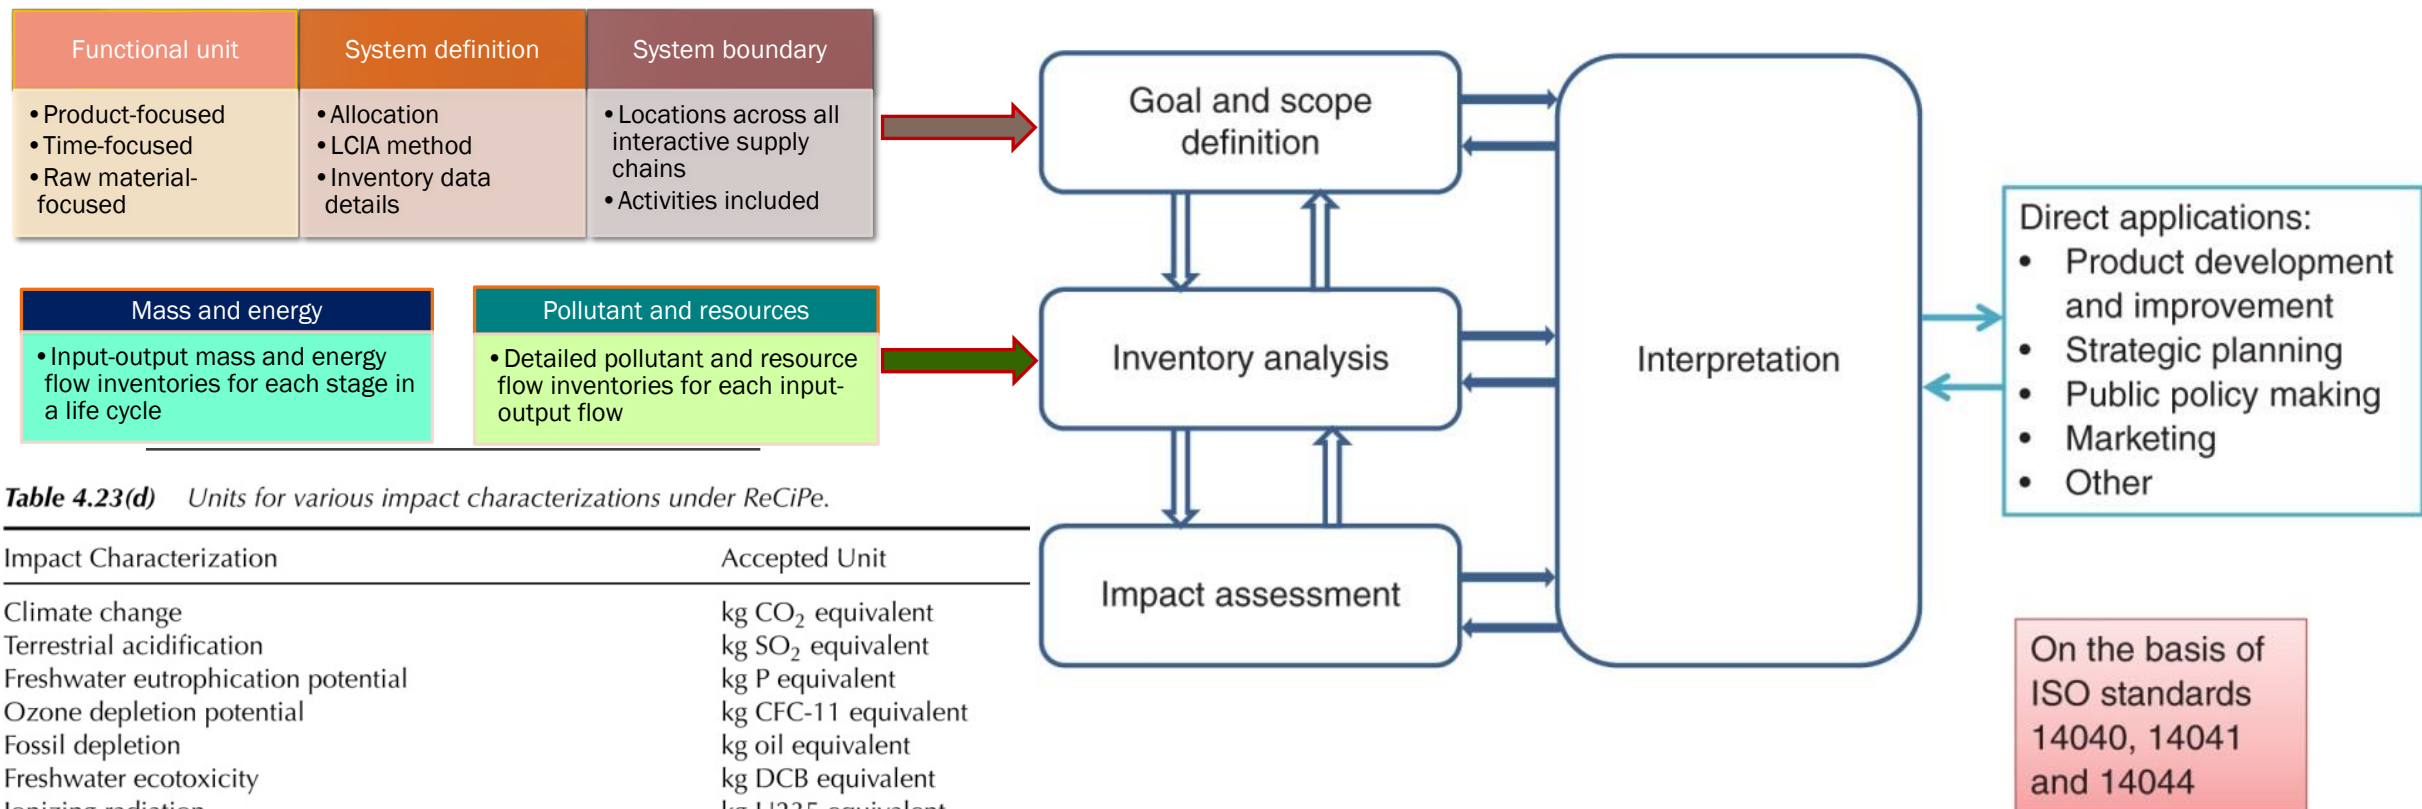 Functional unit
• Product-focused
• Time-focused
• Raw material-
focused
System definition
• Allocation
• LCIA method
• Inventory data
details
System boundary
• Locations across all
interactive supply
chains
• Activities included
Mass and energy
• Input-output mass and energy
flow inventories for each stage in
a life cycle
Pollutant and resources
• Detailed pollutant and resource
flow inventories for each input-
output flow
Table 4.23(d) Units for various impact characterizations under ReCiPe.
Impact Characterization Accepted Unit
Climate change kg CO₂ equivalent
Terrestrial acidification kg SO₂ equivalent
Freshwater eutrophication potential kg P equivalent
Ozone depletion potential kg CFC-11 equivalent
Fossil depletion kg oil equivalent
Freshwater ecotoxicity kg DCB equivalent
Ionizing radiation kg U235 equivalent
Goal and scope
definition
Inventory analysis
Impact assessment
Interpretation
Direct applications:
• Product development
and improvement
• Strategic planning
• Public policy making
• Marketing
• Other
On the basis of
ISO standards
14040, 14041
and 14044